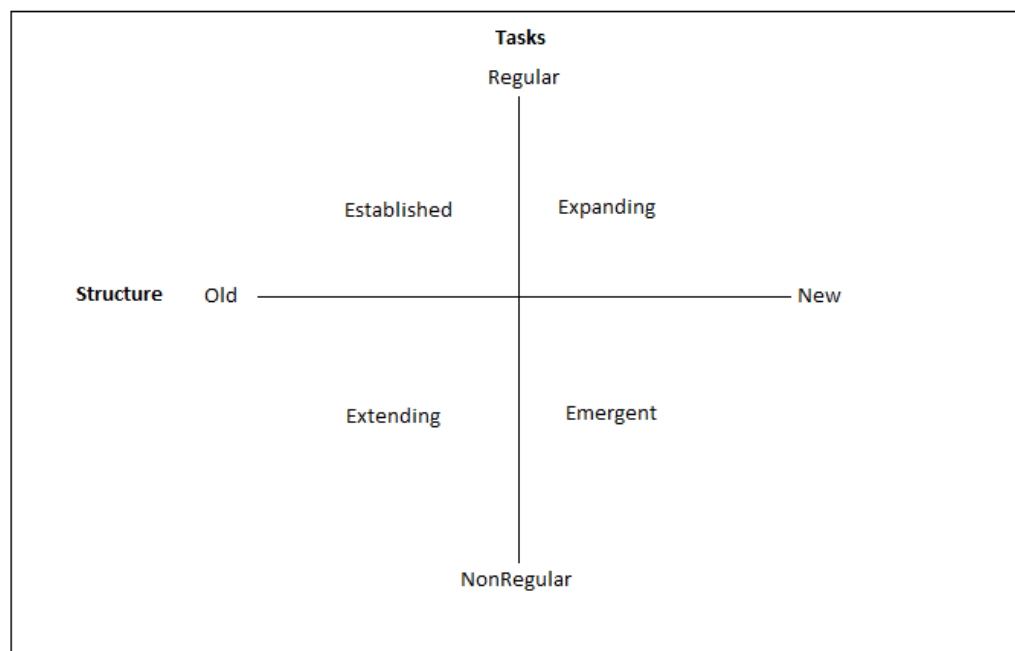 Tasks
Regular
Established Expanding
Structure Old New
Extending Emergent
NonRegular